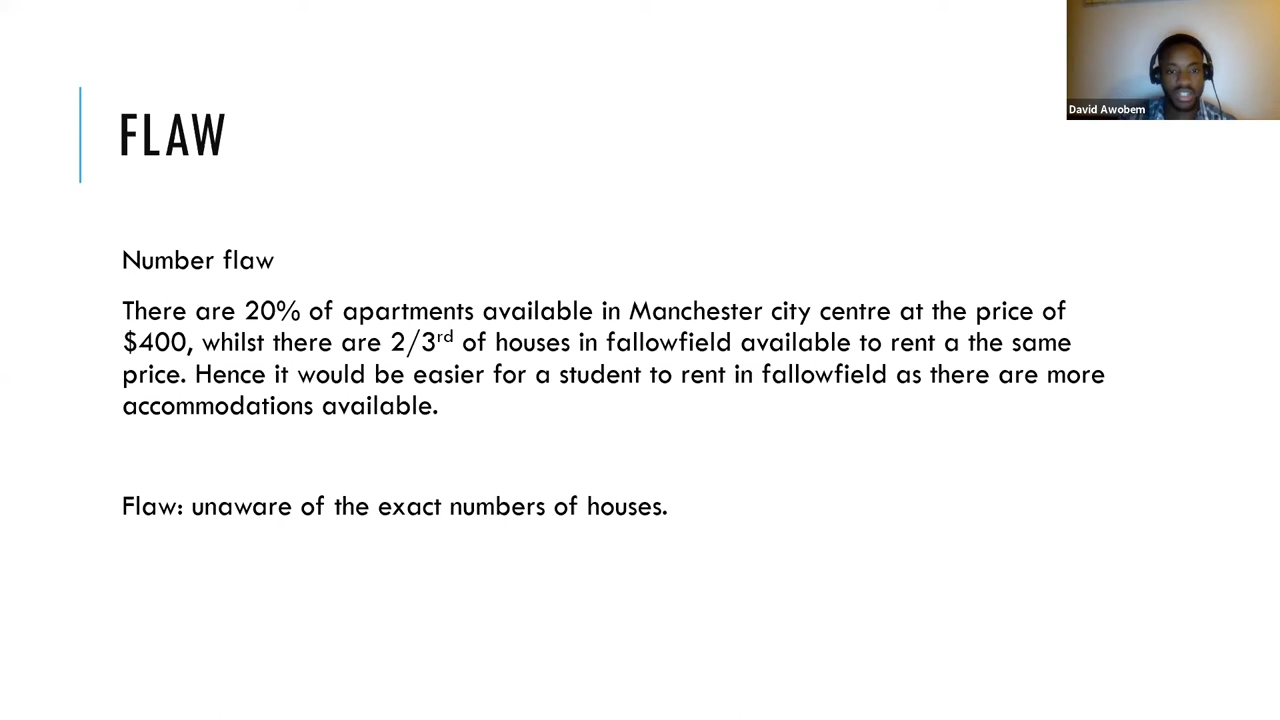 David Awobem
FLAW
Number flaw
There are 20% of apartments available in Manchester city centre at the price of
$400, whilst there are 2/3rd of houses in fallowfield available to rent a the same
price. Hence it would be easier for a student to rent in fallowfield as there are more
accommodations available.
Flaw: unaware of the exact numbers of houses.